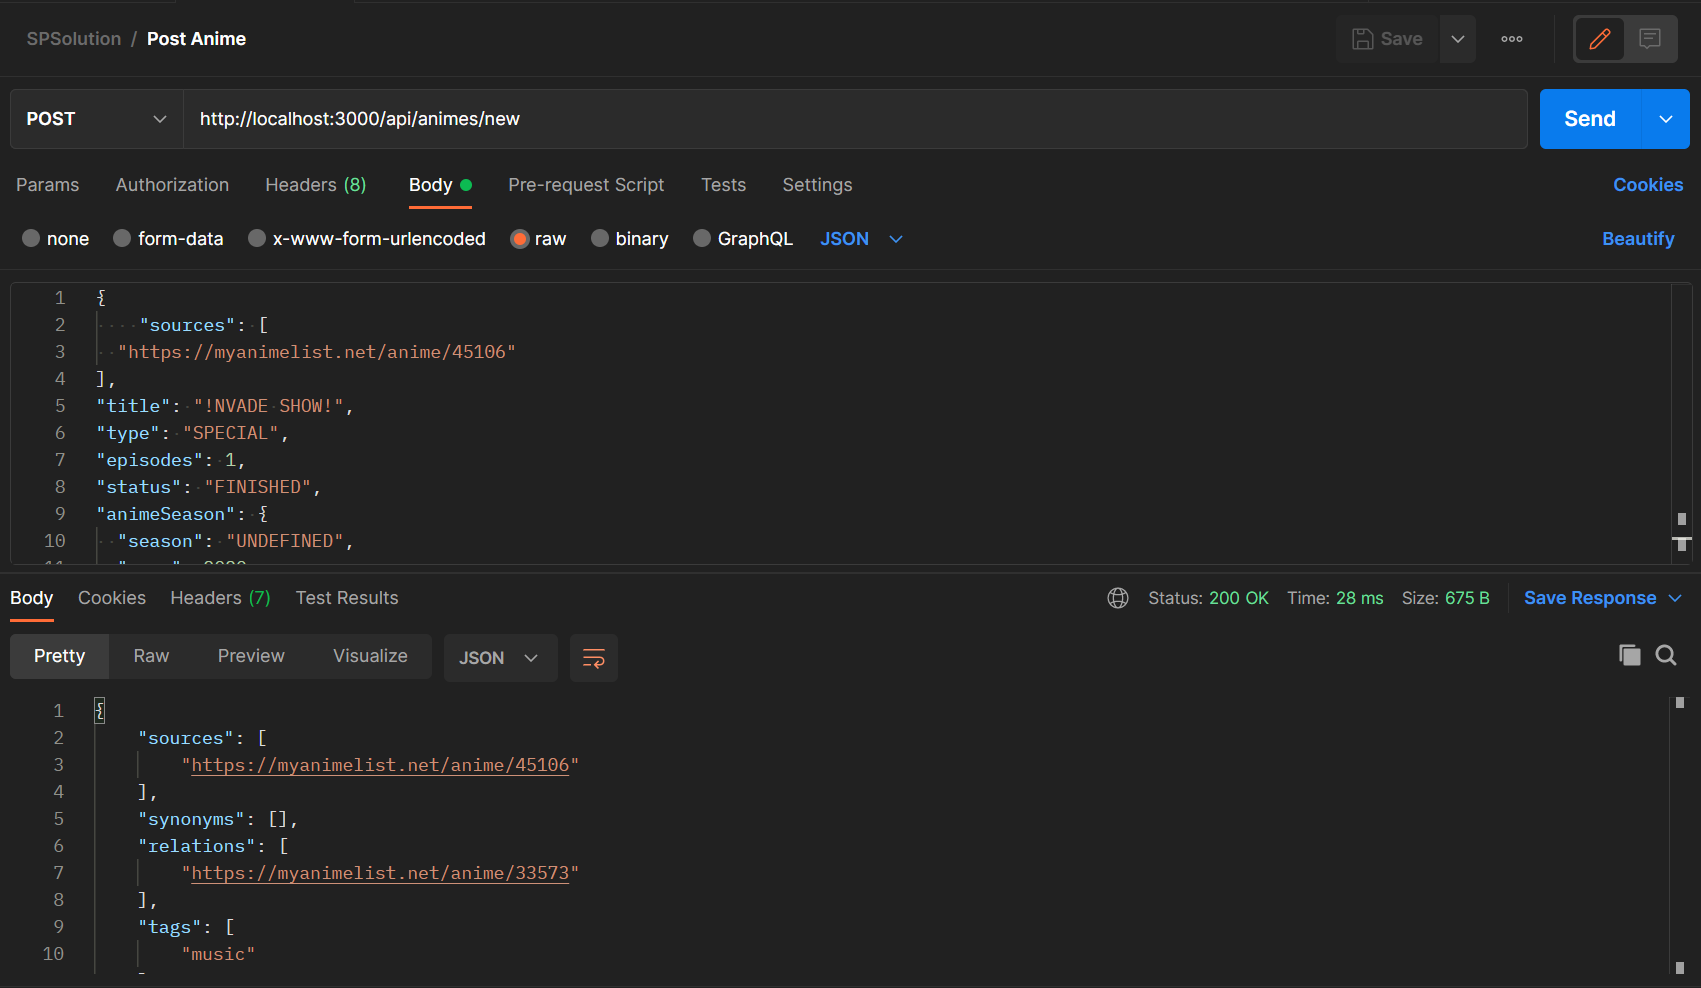 SPSolution / Post Anime
Save
POST
http://localhost:3000/api/animes/new
Send
Params Authorization Headers (8) Body Pre-request Script Tests Settings Cookies
none form-data x-www-form-urlencoded raw binary GraphQL JSON Beautify
1 {
2 "sources": [
3 "https://myanimelist.net/anime/45106"
4 ],
5 "title": "!NVADE SHOW!",
6 "type": "SPECIAL",
7 "episodes": 1,
8 "status": "FINISHED",
9 "animeSeason": {
10 "season": "UNDEFINED",
Body Cookies Headers (7) Test Results Status: 200 OK Time: 28 ms Size: 675 B Save Response
Pretty Raw Preview Visualize JSON
1 {
2 "sources": [
3 "https://myanimelist.net/anime/45106"
4 ],
5 "synonyms": [],
6 "relations": [
7 "https://myanimelist.net/anime/33573"
8 ],
9 "tags": [
10 "music"